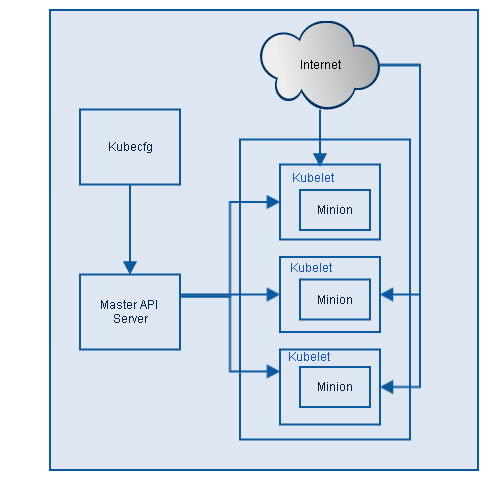 Internet
Kubecfg
Kubelet
Minion
Kubelet
Minion
Master API
Server
Kubelet
Minion